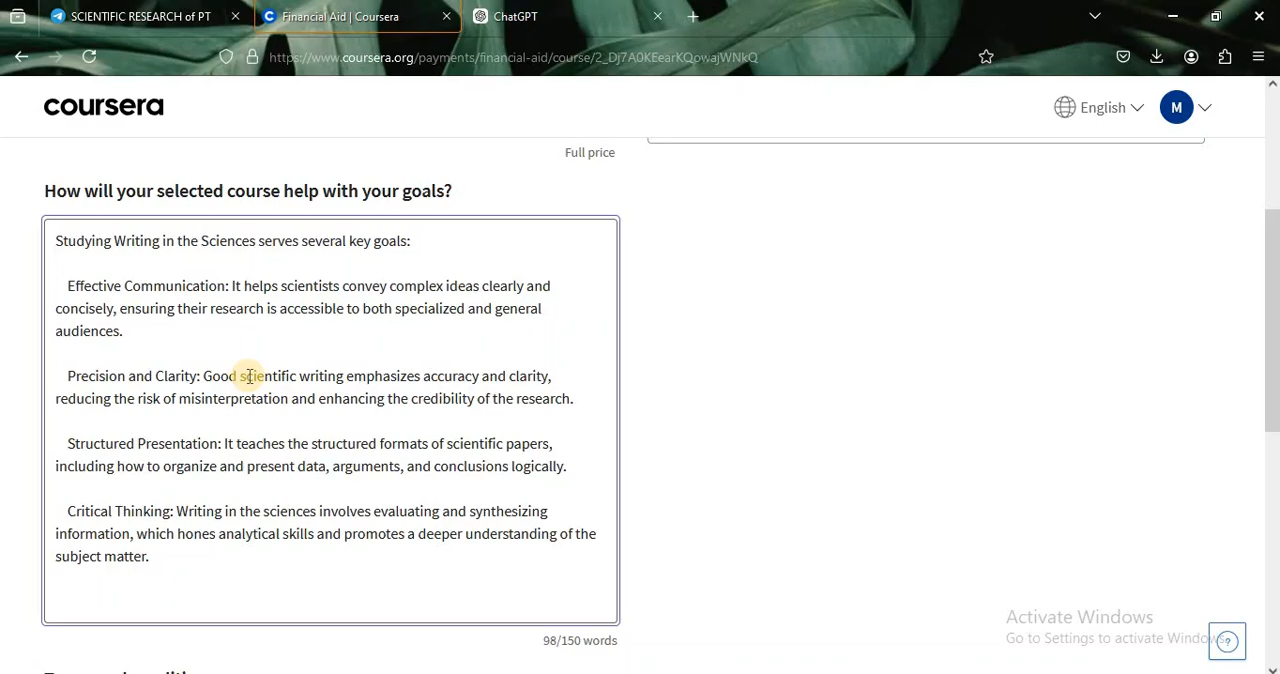 SCIENTIFIC RESEARCH of PT
Financial Aid | Coursera
ChatGPT
https://www.coursera.org/payments/financial-aid/course/2_Dj7A0KEearKQowajWNkQ
coursera
English
M
Full price
How will your selected course help with your goals?
Studying Writing in the Sciences serves several key goals:
Effective Communication: It helps scientists convey complex ideas clearly and
concisely, ensuring their research is accessible to both specialized and general
audiences.
Precision and Clarity: Good scientific writing emphasizes accuracy and clarity,
reducing the risk of misinterpretation and enhancing the credibility of the research.
Structured Presentation: It teaches the structured formats of scientific papers,
including how to organize and present data, arguments, and conclusions logically.
Critical Thinking: Writing in the sciences involves evaluating and synthesizing
information, which hones analytical skills and promotes a deeper understanding of the
subject matter.
98/150 words
Activate Windows
Go to Settings to activate Windows.